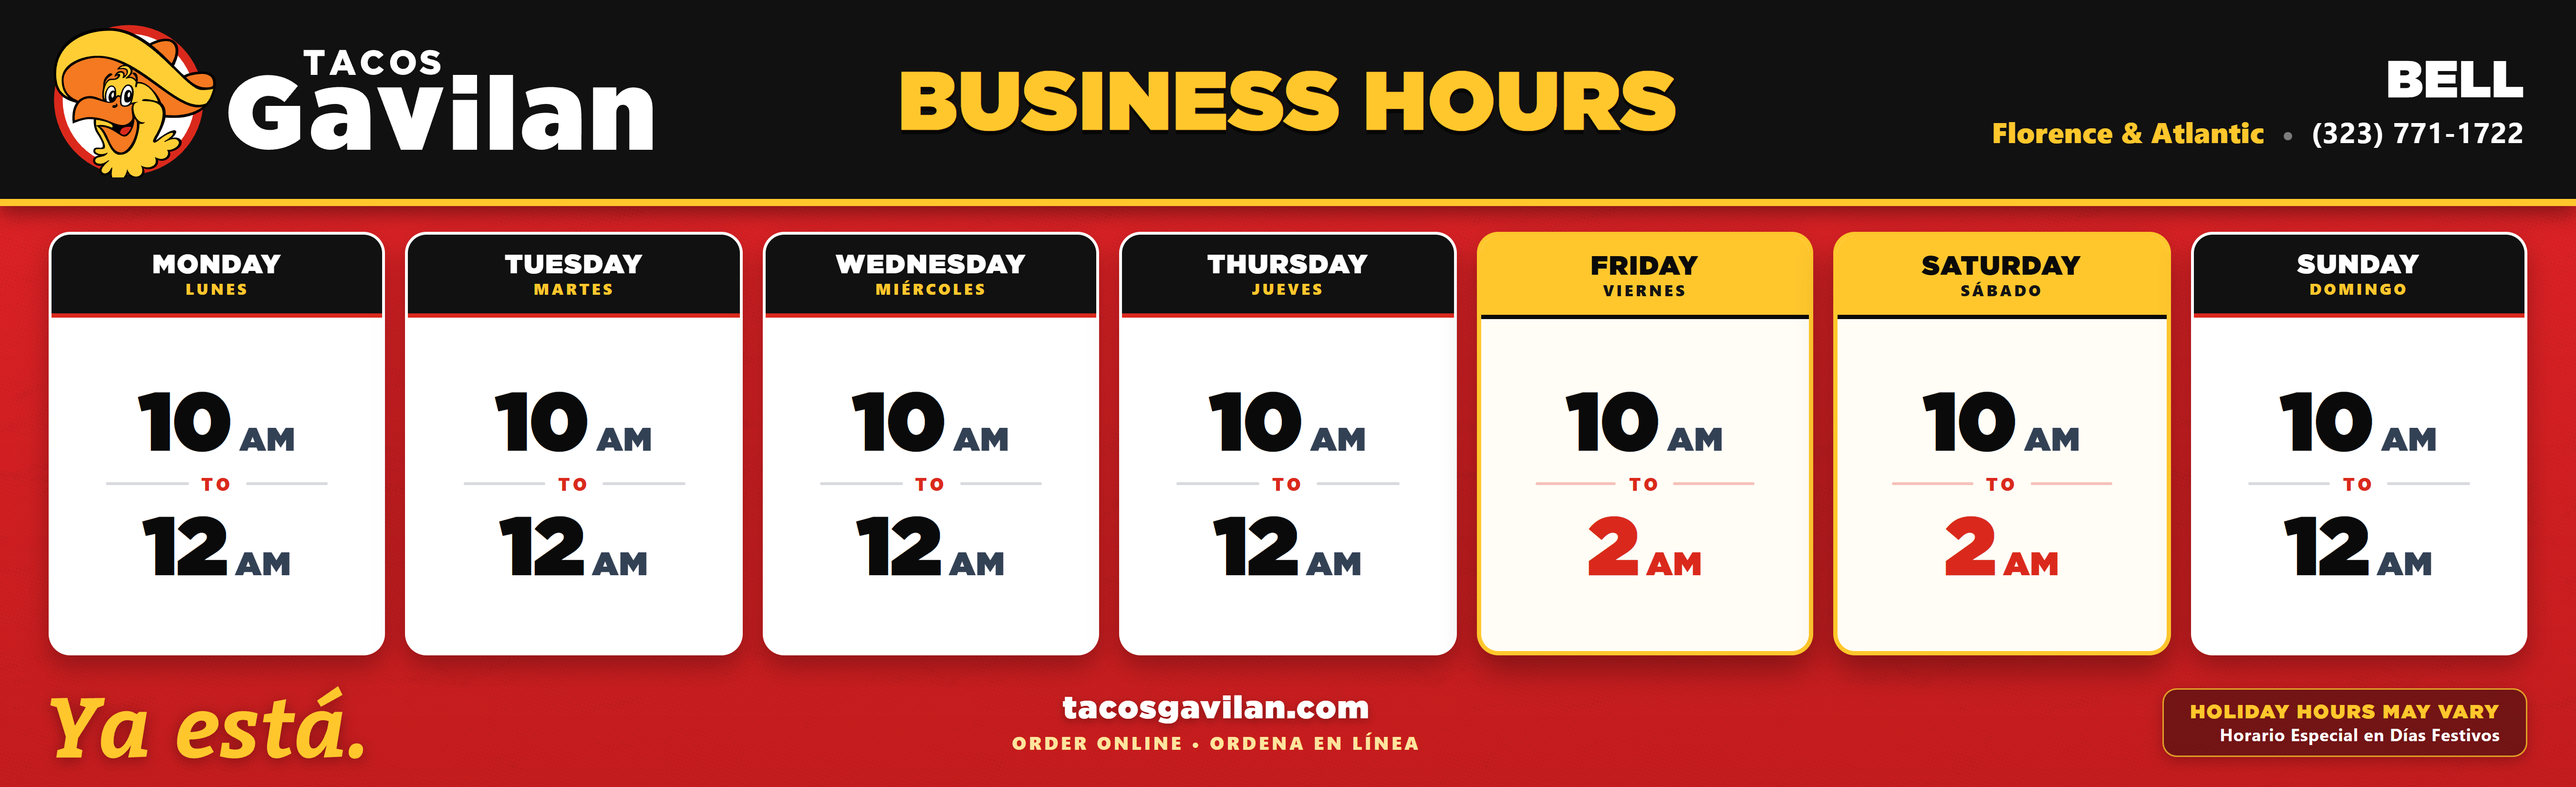 TACOS
Gavilan
BUSINESS HOURS
BELL
Florence & Atlantic • (323) 771-1722
MONDAY
LUNES
10 AM
TO
12 AM
TUESDAY
MARTES
10 AM
TO
12 AM
WEDNESDAY
MIÉRCOLES
10 AM
TO
12 AM
THURSDAY
JUEVES
10 AM
TO
12 AM
FRIDAY
VIERNES
10 AM
TO
2 AM
SATURDAY
SÁBADO
10 AM
TO
2 AM
SUNDAY
DOMINGO
10 AM
TO
12 AM
Ya está.
tacosgavilan.com
ORDER ONLINE • ORDENA EN LÍNEA
HOLIDAY HOURS MAY VARY
Horario Especial en Días Festivos